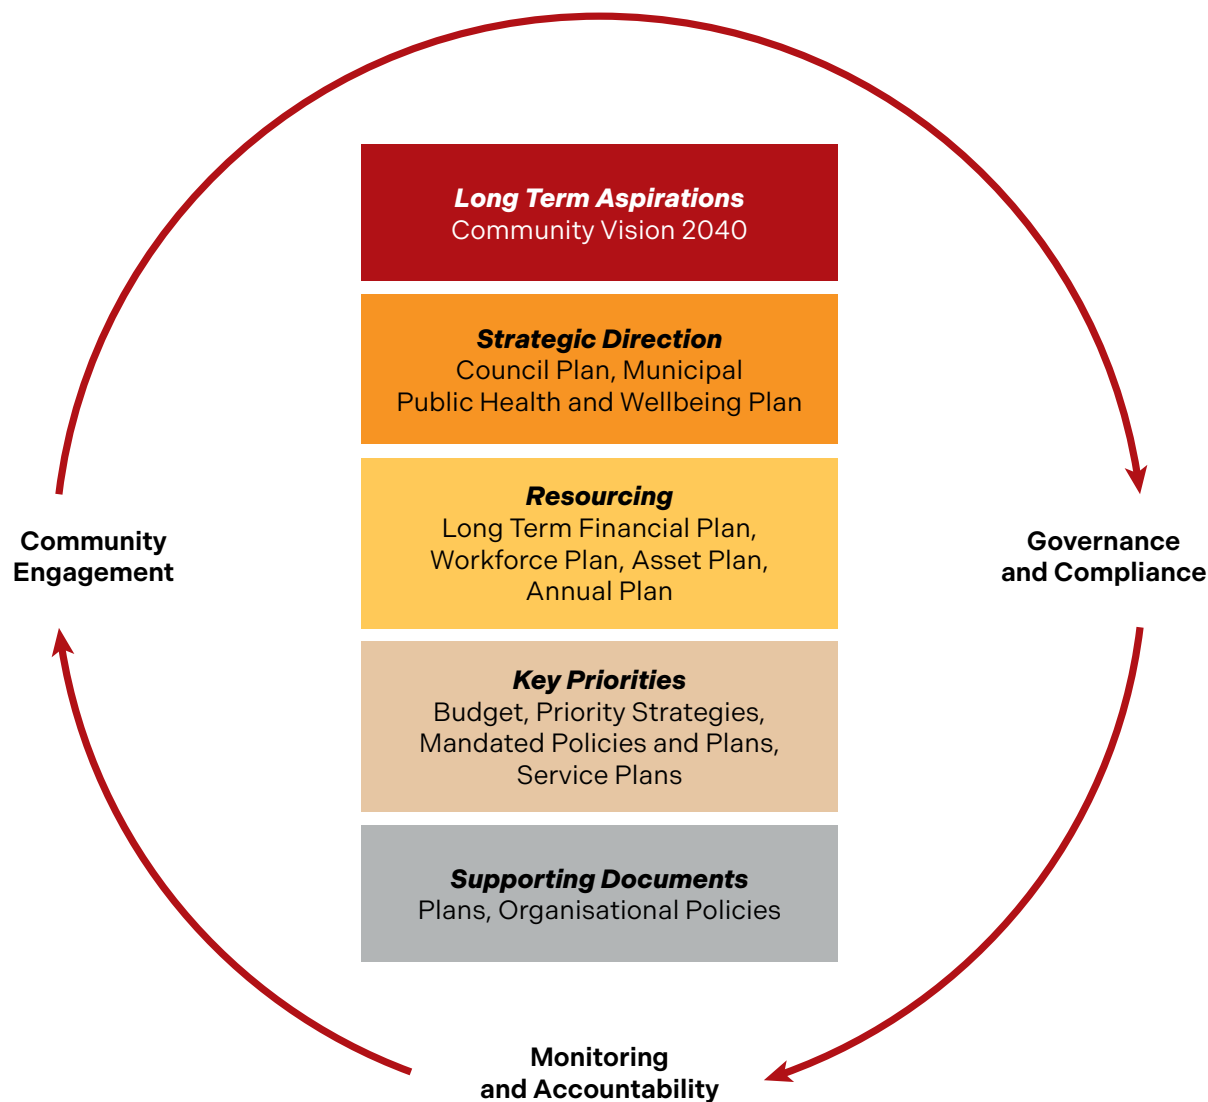 Long Term Aspirations
Community Vision 2040
Strategic Direction
Council Plan, Municipal
Public Health and Wellbeing Plan
Resourcing
Long Term Financial Plan,
Workforce Plan, Asset Plan,
Annual Plan
Community
Engagement
Governance
and Compliance
Key Priorities
Budget, Priority Strategies,
Mandated Policies and Plans,
Service Plans
Supporting Documents
Plans, Organisational Policies
Monitoring
and Accountability